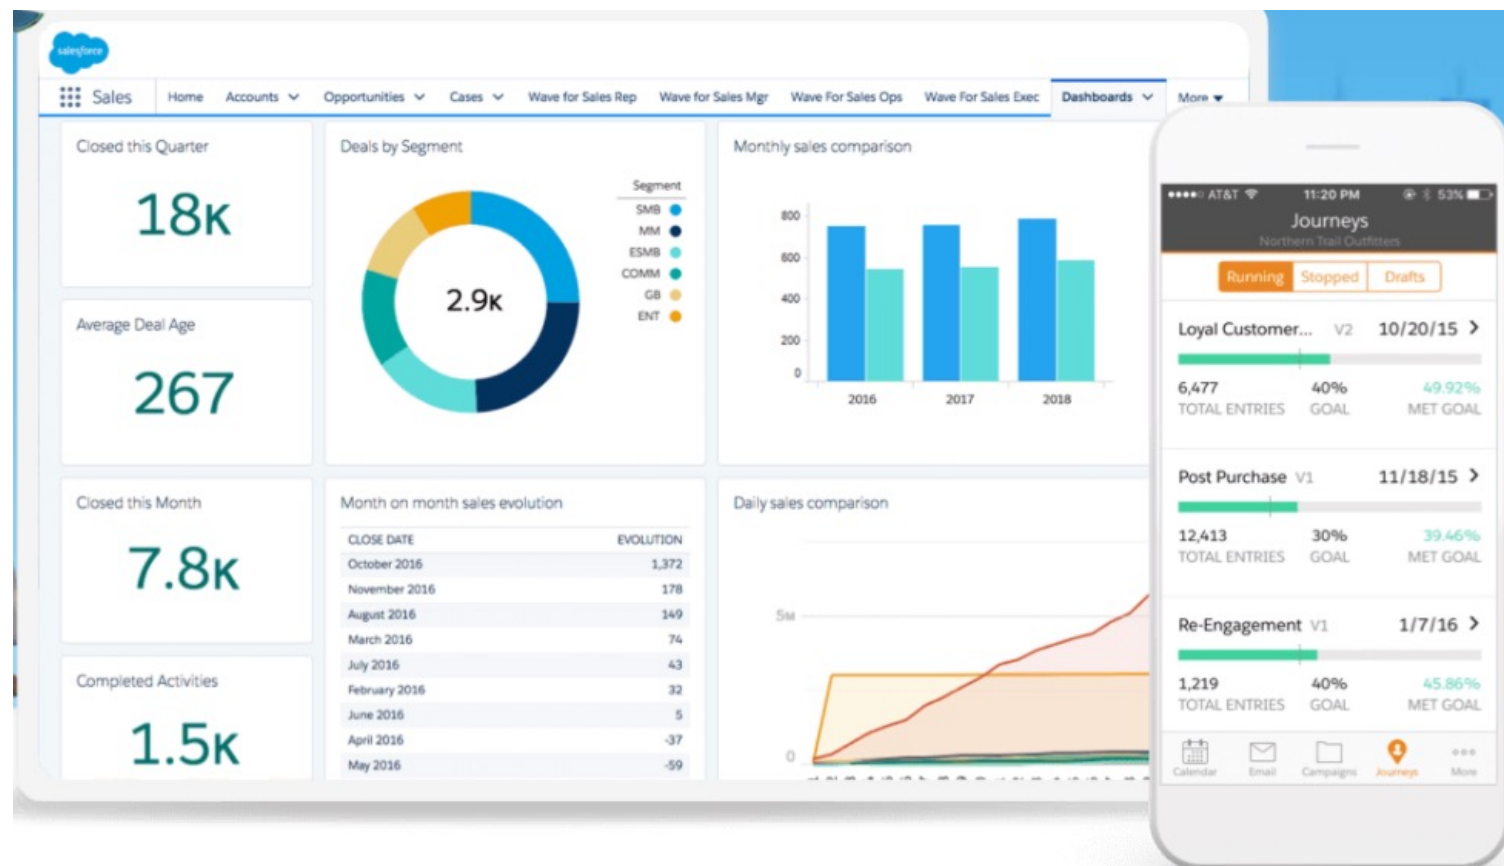 salesforce
Sales Home Accounts Opportunities Cases Wave for Sales Rep Wave for Sales Mgr Wave For Sales Ops Wave For Sales Exec Dashboards More
Closed this Quarter
18K
Average Deal Age
267
Closed this Month
7.8K
Completed Activities
1.5K
Deals by Segment
2.9K
Segment
SMB
MM
ESMB
COMM
GB
ENT
Monthly sales comparison
800
600
400
200
0
2016 2017 2018
Month on month sales evolution
CLOSE DATE EVOLUTION
October 2016 1,372
November 2016 178
August 2016 149
March 2016 74
July 2016 43
February 2016 32
June 2016 5
April 2016 -37
May 2016 -59
Daily sales comparison
5M
0
AT&T 11:20 PM 53%
Journeys
Northern Trail Outfitters
Running Stopped Drafts
Loyal Customer... V2 10/20/15
6,477 40% 49.92%
TOTAL ENTRIES GOAL MET GOAL
Post Purchase V1 11/18/15
12,413 30% 39.46%
TOTAL ENTRIES GOAL MET GOAL
Re-Engagement V1 1/7/16
1,219 40% 45.86%
TOTAL ENTRIES GOAL MET GOAL
Calendar Email Campaigns Journeys More